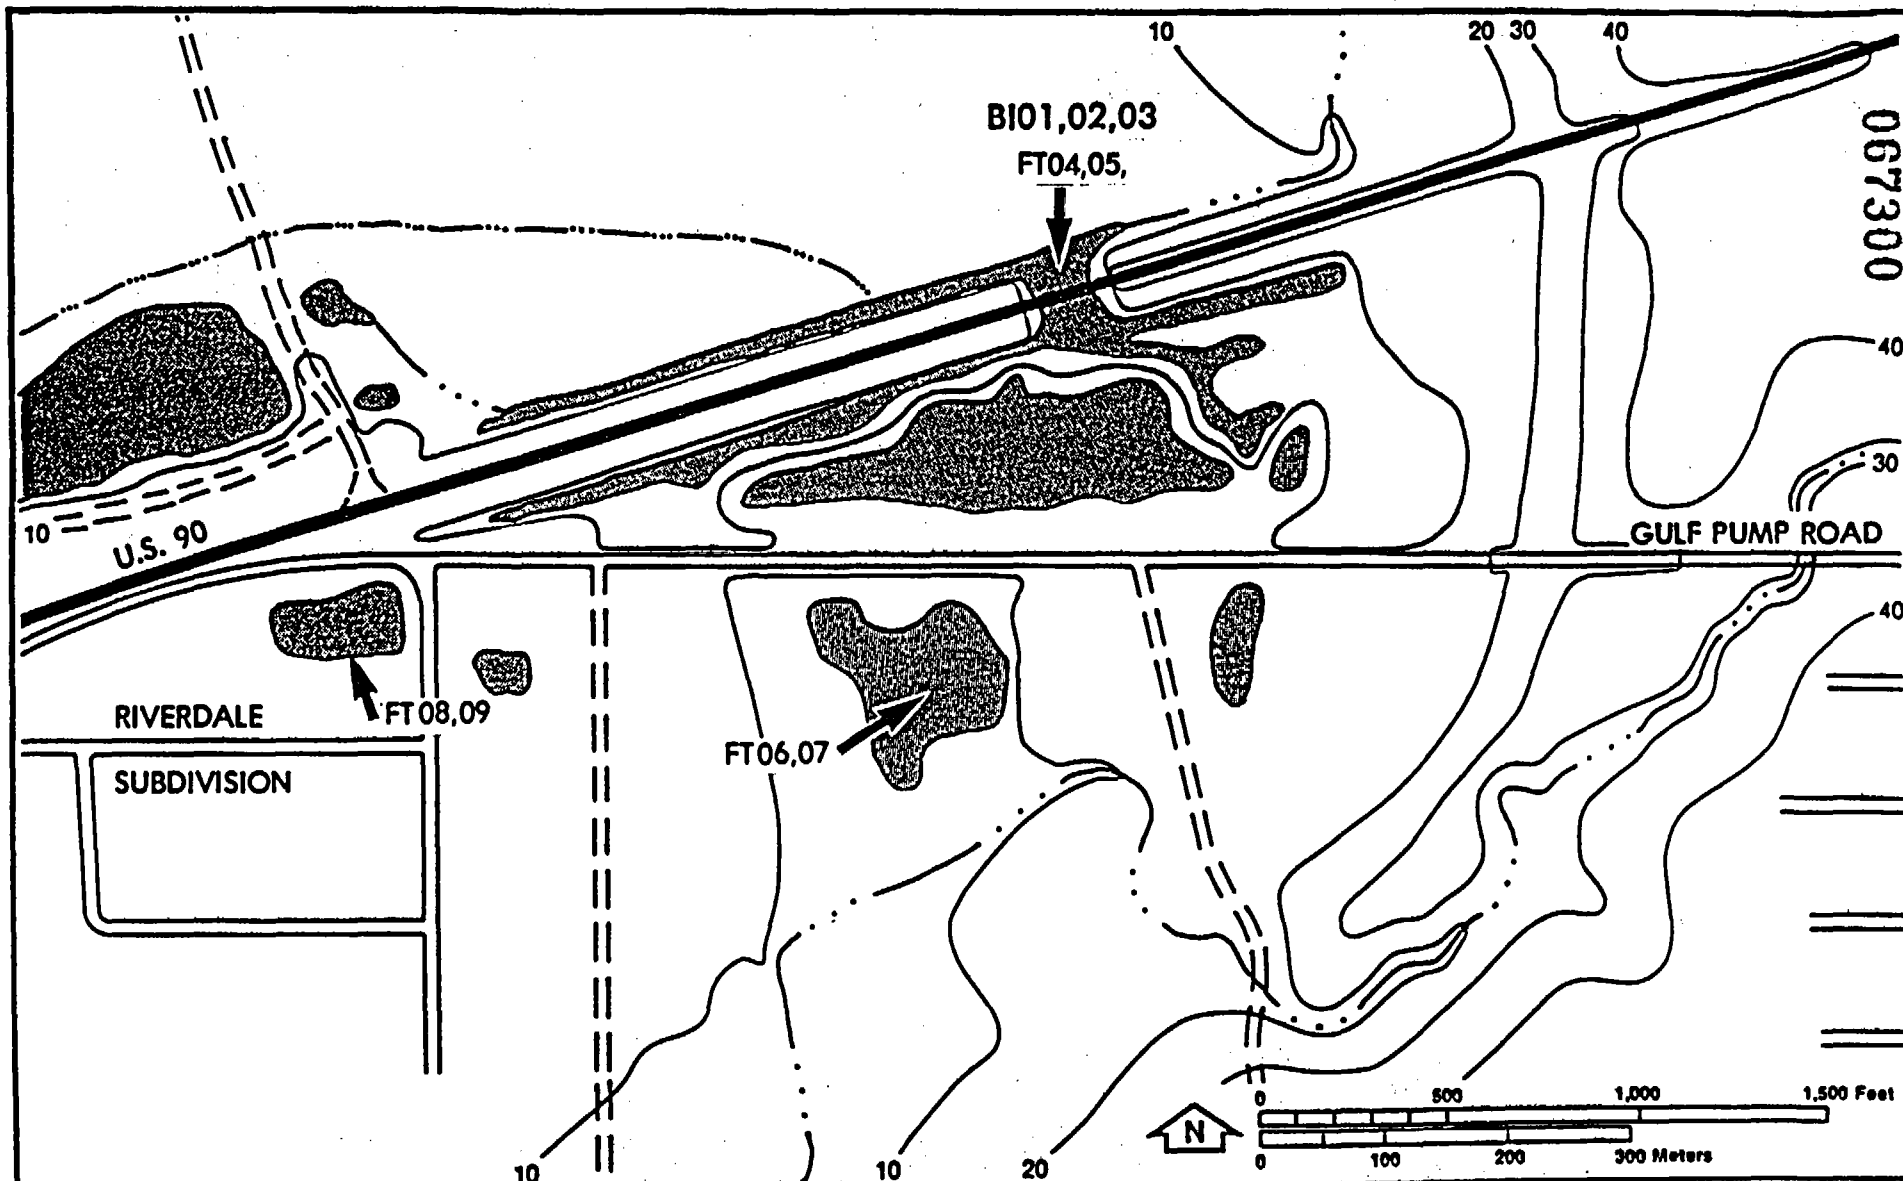 10
20 30 40
BI01,02,03
FT04,05,
067300
40
30
10
U.S. 90
GULF PUMP ROAD
40
RIVERDALE
FT08,09
SUBDIVISION
FT06,07
0 500 1,000 1,500 Feet
N
0 100 200 300 Meters
10
10
20